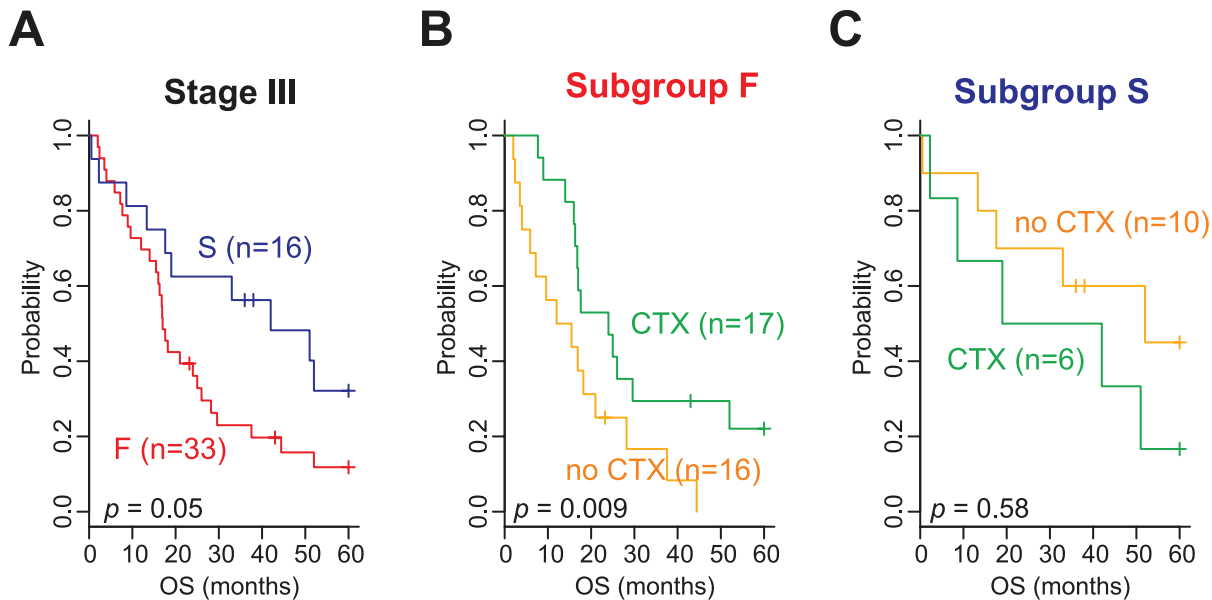 A
Stage III
Probability
1.0
0.8
0.6
0.4
0.2
0.0
S (n=16)
F (n=33)
p = 0.05
0 10 20 30 40 50 60
OS (months)
B
Subgroup F
Probability
1.0
0.8
0.6
0.4
0.2
0.0
CTX (n=17)
no CTX (n=16)
p = 0.009
0 10 20 30 40 50 60
OS (months)
C
Subgroup S
Probability
1.0
0.8
0.6
0.4
0.2
0.0
no CTX (n=10)
CTX (n=6)
p = 0.58
0 10 20 30 40 50 60
OS (months)